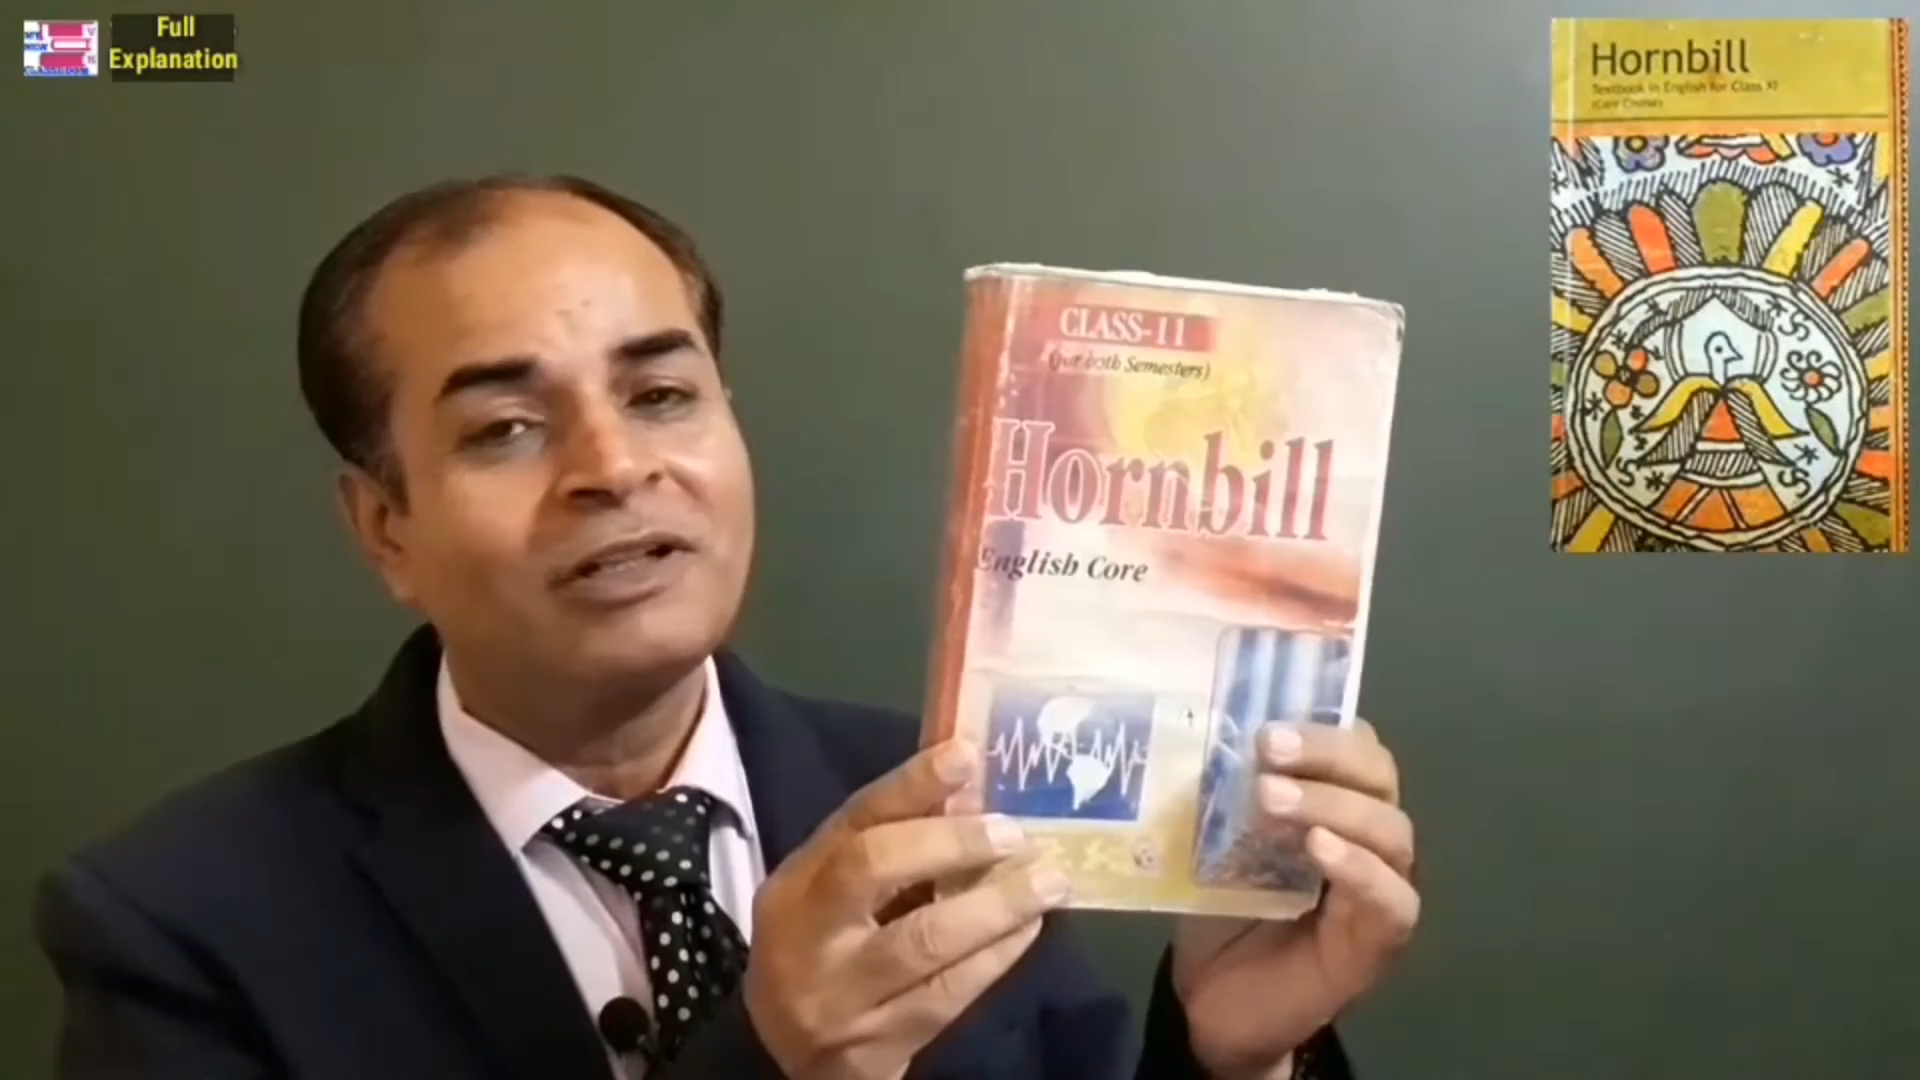 Full
Explanation
Hornbill
Textbook in English for Class XI
(Core Course)
CLASS-11
(For both Semesters)
Hornbill
English Core